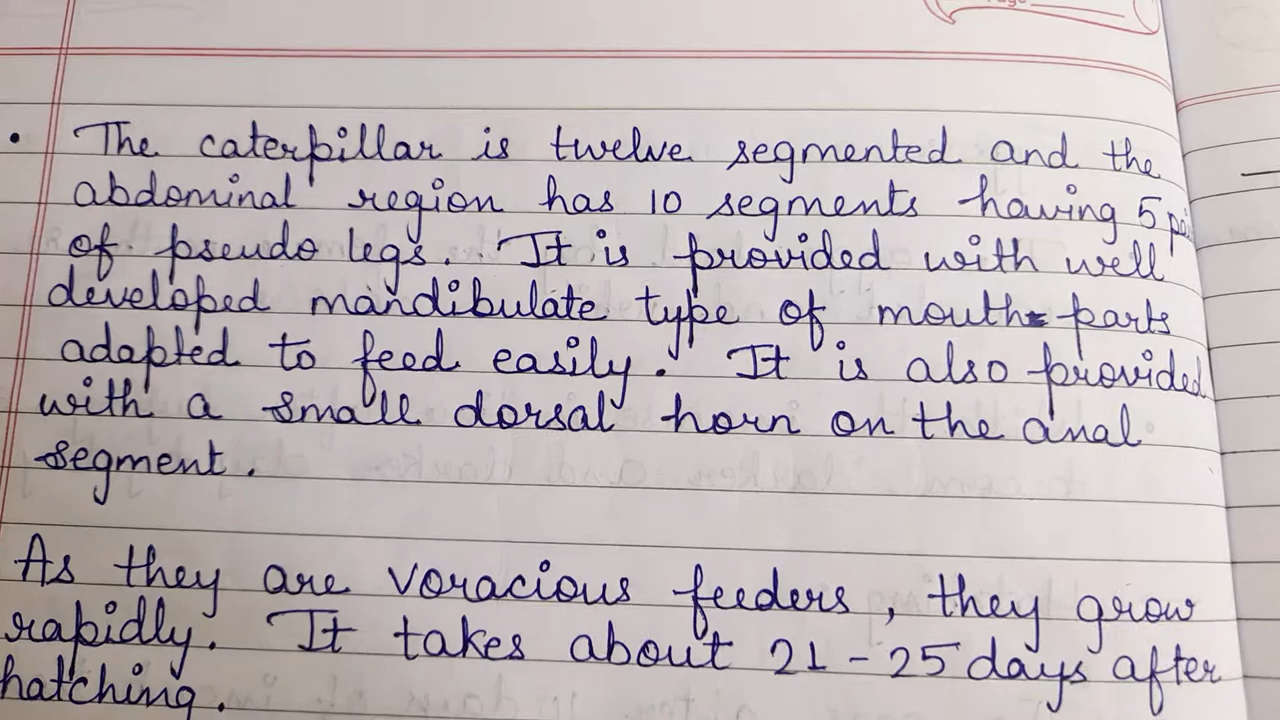 • The caterpillar is twelve segmented and the
abdominal region has 10 segments having 5
of pseudo legs. It is provided with well
developed mandibulate type of mouth parts
adapted to feed easily. It is also provided
with a small dorsal horn on the anal
segment.
As they are voracious feeders, they grow
rapidly. It takes about 21-25 days after
hatching.